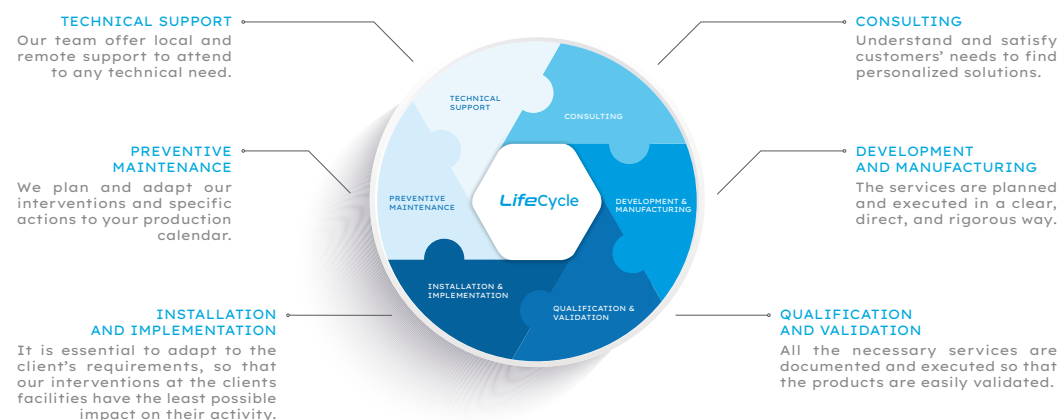 TECHNICAL SUPPORT
Our team offer local and
remote support to attend
to any technical need.
PREVENTIVE
MAINTENANCE
We plan and adapt our
interventions and specific
actions to your production
calendar.
INSTALLATION
AND IMPLEMENTATION
It is essential to adapt to the
client’s requirements, so that
our interventions at the clients
facilities have the least possible
impact on their activity.
TECHNICAL
SUPPORT
CONSULTING
PREVENTIVE
MAINTENANCE
LifeCycle
DEVELOPMENT &
MANUFACTURING
INSTALLATION &
IMPLEMENTATION
QUALIFICATION &
VALIDATION
CONSULTING
Understand and satisfy
customers’ needs to find
personalized solutions.
DEVELOPMENT
AND MANUFACTURING
The services are planned
and executed in a clear,
direct, and rigorous way.
QUALIFICATION
AND VALIDATION
All the necessary services are
documented and executed so that
the products are easily validated.